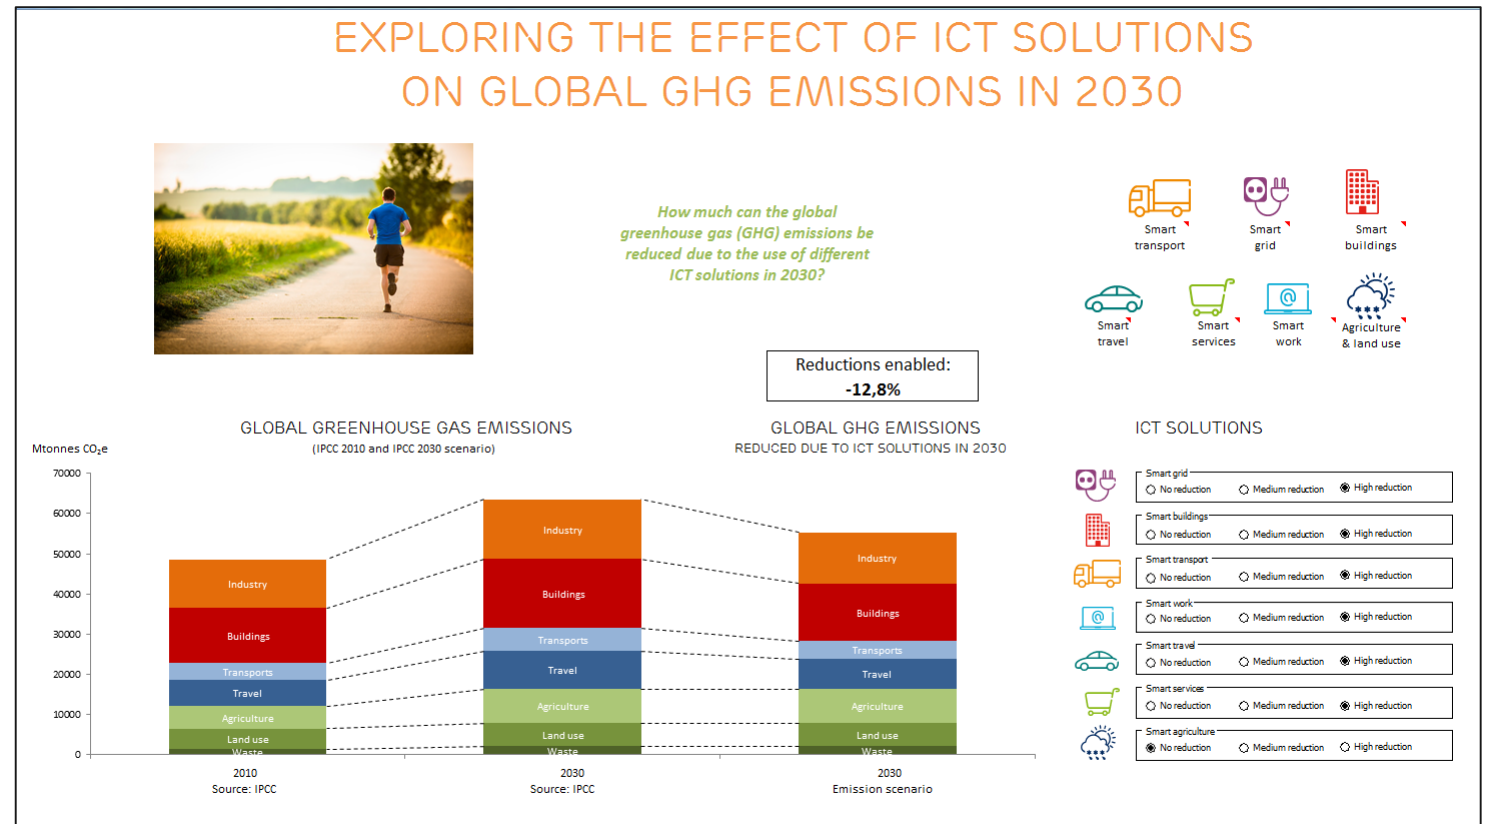 EXPLORING THE EFFECT OF ICT SOLUTIONS
ON GLOBAL GHG EMISSIONS IN 2030
How much can the global
greenhouse gas (GHG) emissions be
reduced due to the use of different
ICT solutions in 2030?
Smart
transport
Smart
grid
Smart
buildings
Smart
travel
Smart
services
@
Smart
work
Agriculture
& land use
Reductions enabled:
-12,8%
GLOBAL GREENHOUSE GAS EMISSIONS
(IPCC 2010 and IPCC 2030 scenario)
GLOBAL GHG EMISSIONS
REDUCED DUE TO ICT SOLUTIONS IN 2030
ICT SOLUTIONS
Mtonnes CO₂e
70000
60000
50000
40000
30000
20000
10000
0
Industry
Buildings
Transports
Travel
Agriculture
Land use
Waste
2010
Source: IPCC
Industry
Buildings
Transports
Travel
Agriculture
Land use
Waste
2030
Source: IPCC
Industry
Buildings
Transports
Travel
Agriculture
Land use
Waste
2030
Emission scenario
Smart grid
No reduction Medium reduction High reduction
Smart buildings
No reduction Medium reduction High reduction
Smart transport
No reduction Medium reduction High reduction
@
Smart work
No reduction Medium reduction High reduction
Smart travel
No reduction Medium reduction High reduction
Smart services
No reduction Medium reduction High reduction
Smart agriculture
No reduction Medium reduction High reduction